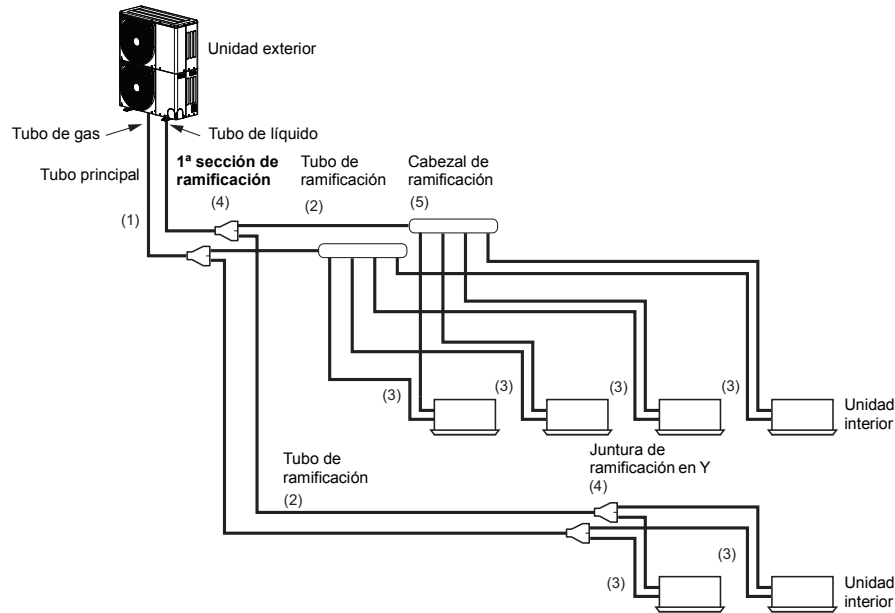 Unidad exterior
Tubo de gas
Tubo de líquido
Tubo principal
(1)
1ª sección de
ramificación
(4)
Tubo de
ramificación
(2)
Cabezal de
ramificación
(5)
(3)
(3)
(3)
(3)
Unidad
interior
Tubo de
ramificación
(2)
Juntura de
ramificación en Y
(4)
(3)
(3)
Unidad
interior